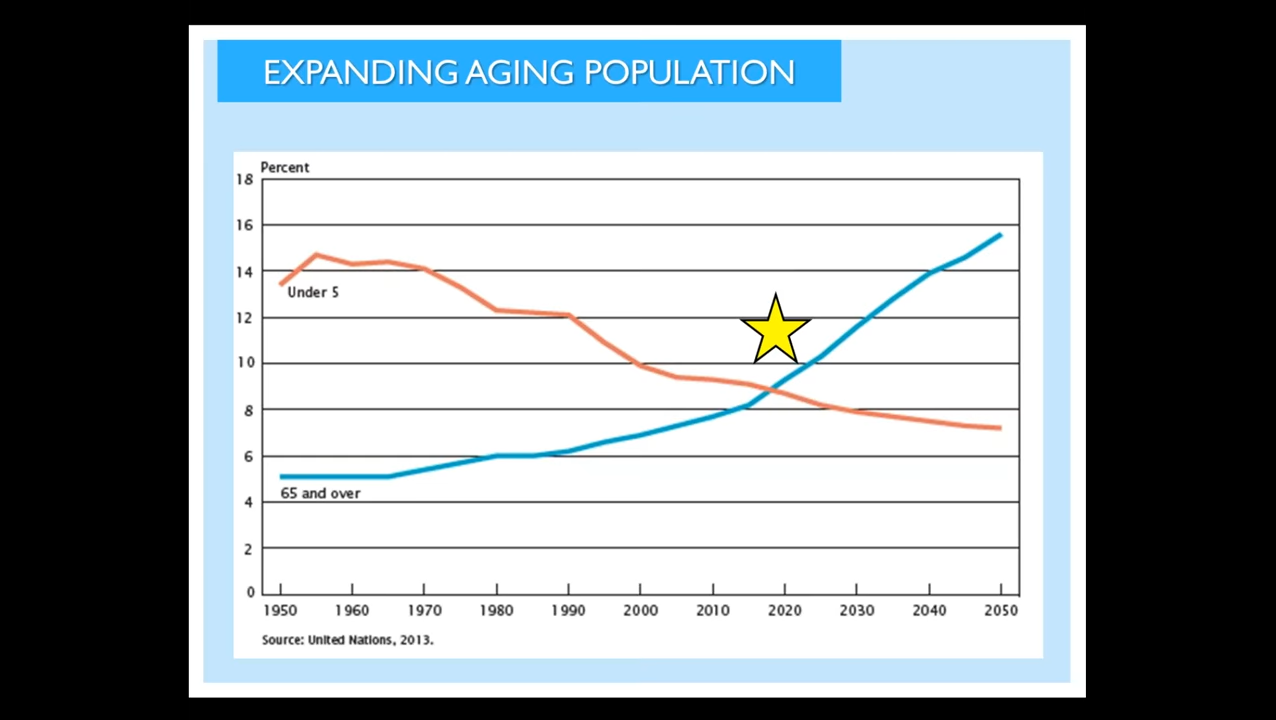 EXPANDING AGING POPULATION
Percent
18
16
14
Under 5
12
10
8
6
65 and over
4
2
0
1950 1960 1970 1980 1990 2000 2010 2020 2030 2040 2050
Source: United Nations, 2013.